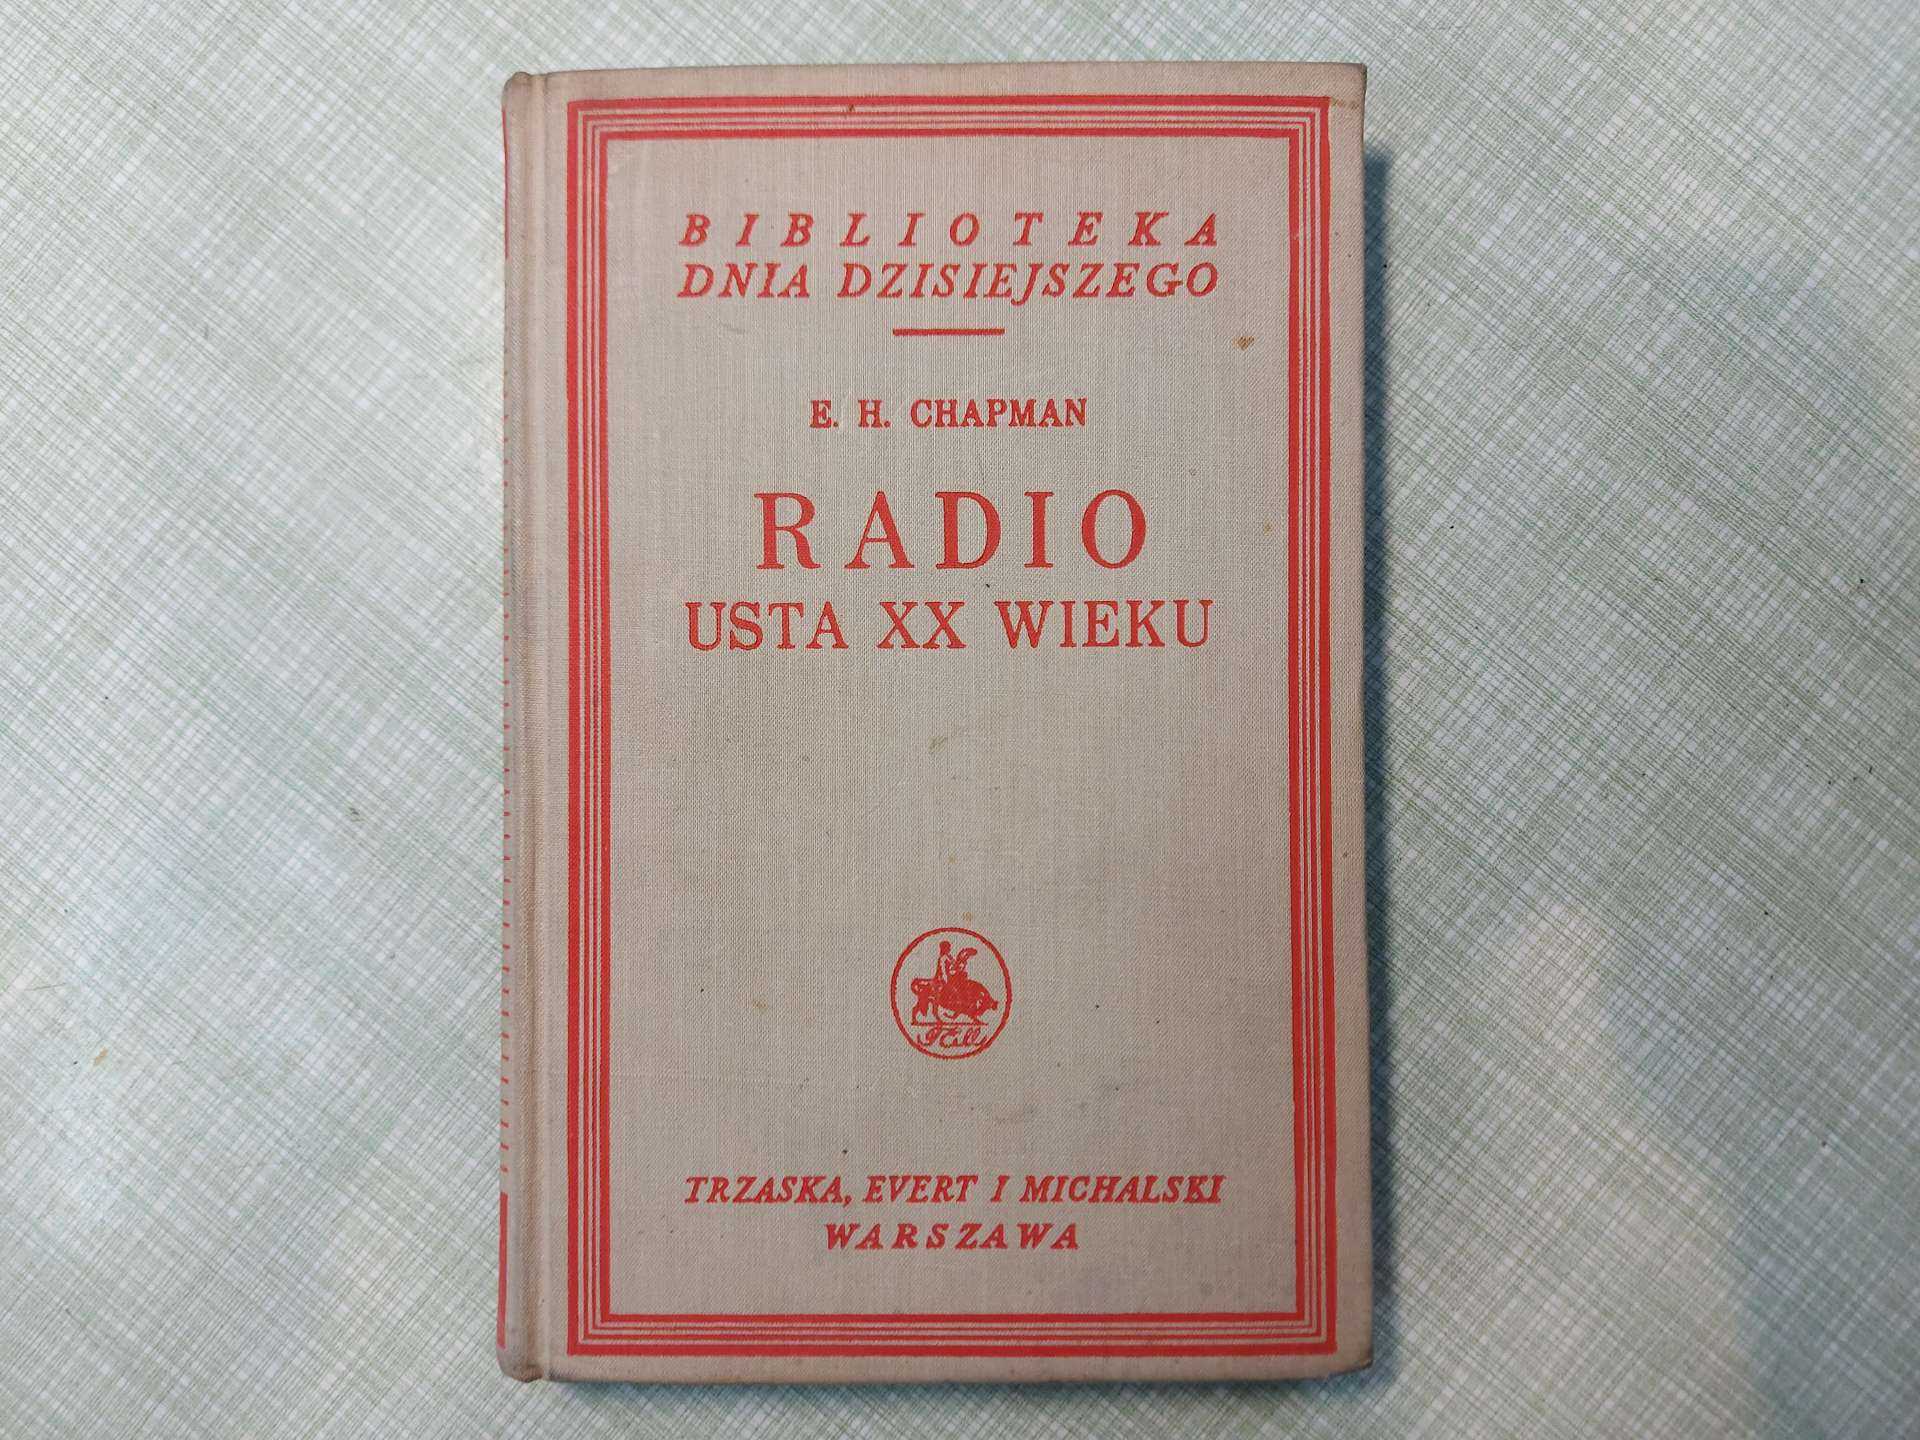 BIBLIOTEKA
DNIA DZISIEJSZEGO
E. H. CHAPMAN
RADIO
USTA XX WIEKU
TRZASKA, EVERT I MICHALSKI
WARSZAWA